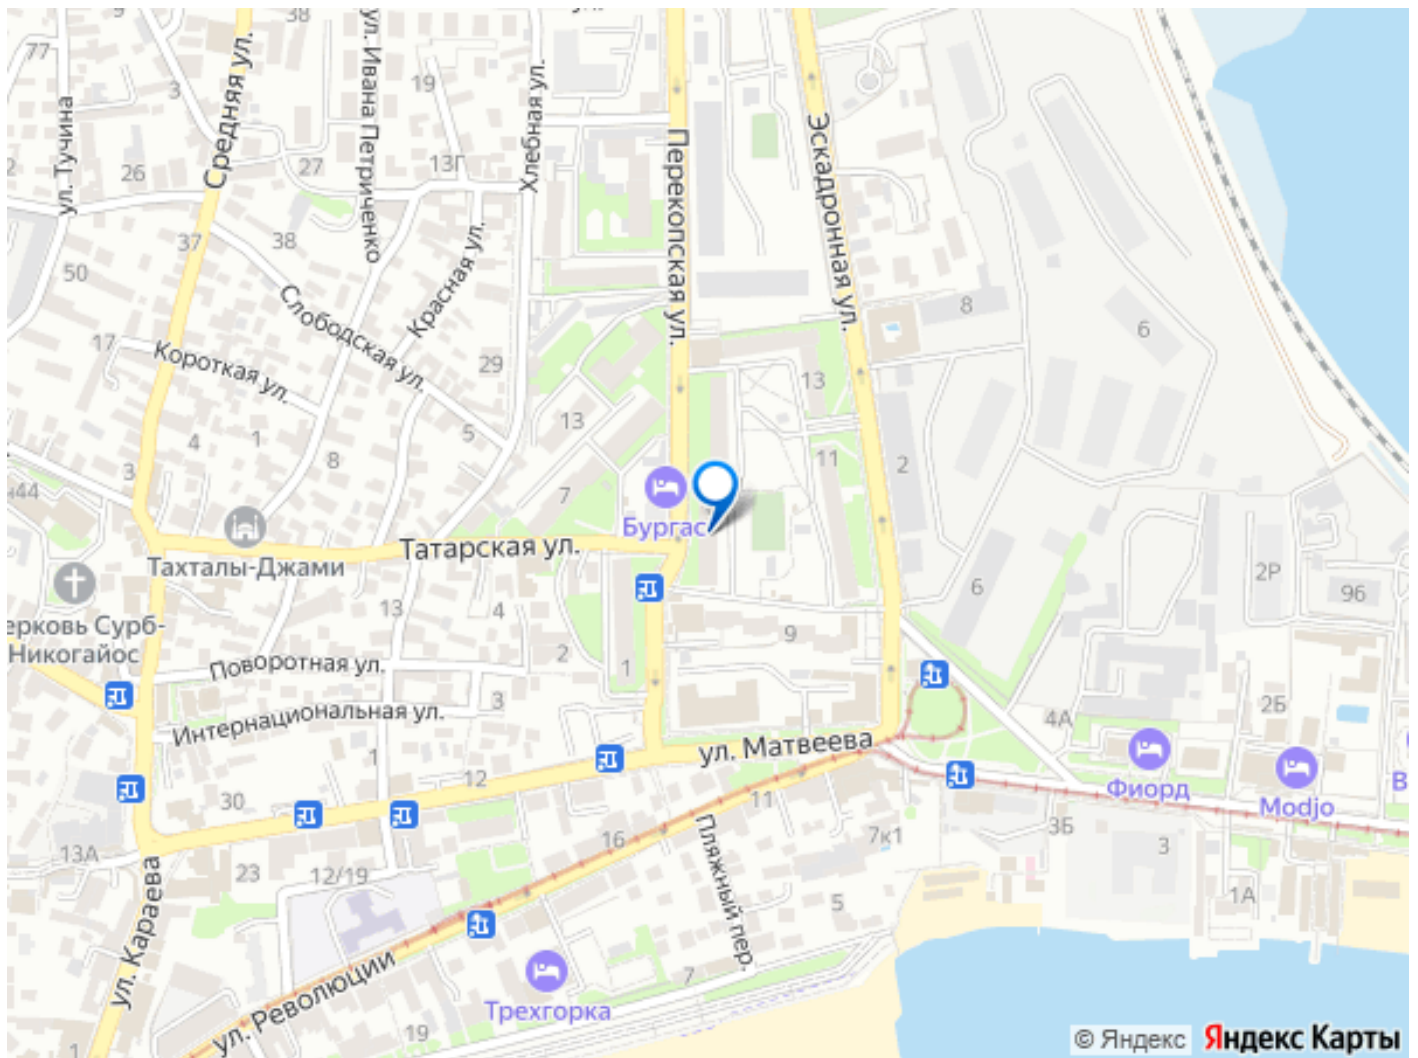 9
38
77
3
19
ул. Ивана Петриченко
Средняя ул.
ул. Тунина
26
27
13Г
Хлебная ул.
Перекопская ул.
Эскадронная ул.
37
38
50
Красная ул.
Слободская ул.
17
Короткая ул.
29
8
6
13
13
4
1
5
8
3
11
2
44
7
Бургас
Тахталы-Джами
Татарская ул.
2Р
96
6
13
4
9
ерковь Сурб-
Никогайос
Поворотная ул.
2
1
3
Интернациональная ул.
4А
2Б
ул. Матвеева
1
12
30
Фиорд
Modjo
В
11
16
7к1
3Б
3
13А
23
12/19
Пляжный пер.
1А
5
ул. Караева
7
ул. Революции
Трехгорка
19
1
© Яндекс
Яндекс Карты